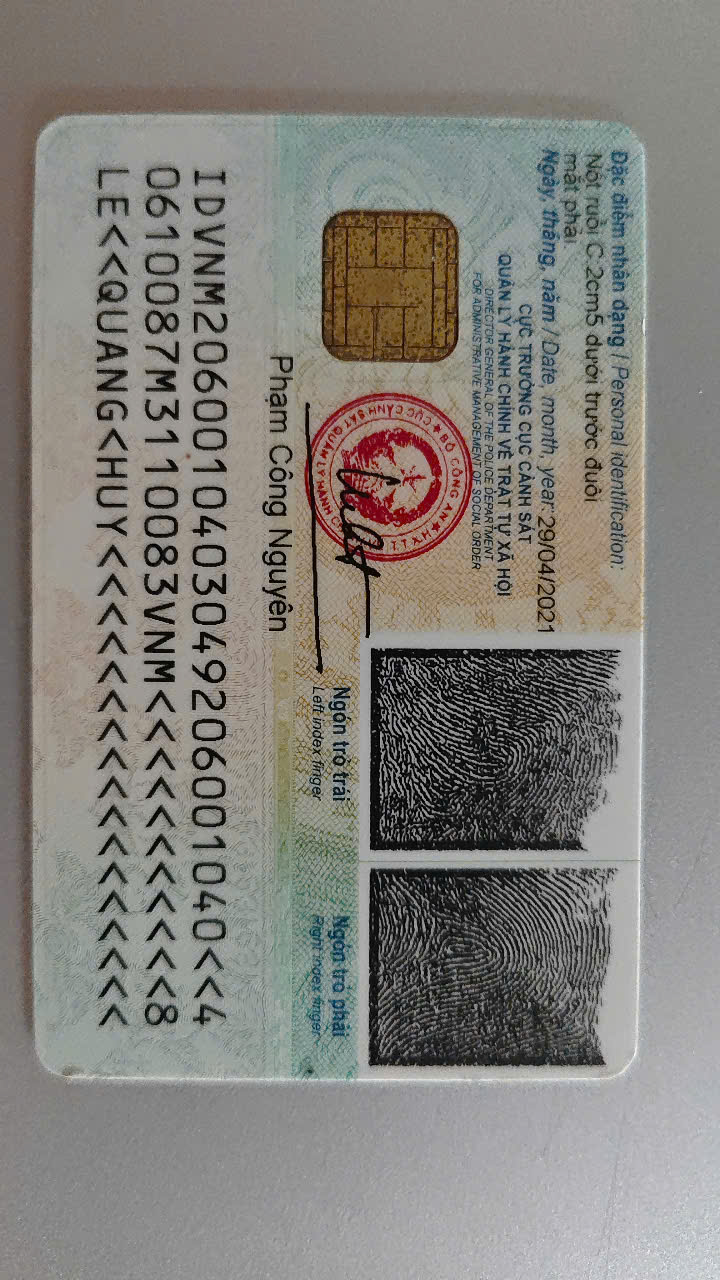 Đặc điểm nhân dạng / Personal identification:
Nốt ruồi C 2cm5 dưới trước đuôi
mắt phải
Ngày, tháng, năm / Date, month, year: 29/04/2021
CỤC TRƯỞNG CỤC CẢNH SÁT
QUẢN LÝ HÀNH CHÍNH VỀ TRẬT TỰ XÃ HỘI
DIRECTOR GENERAL OF THE POLICE DEPARTMENT
FOR ADMINISTRATIVE MANAGEMENT OF SOCIAL ORDER
BỘ CÔNG AN
CỤC CẢNH SÁT QUẢN LÝ HÀNH
Phạm Công Nguyên
Ngón trỏ trái
Left index finger
Ngón trỏ phải
Right index finger
IDVNM2060010403049206001040<<4
0610087M3110083VNM<<<<<<<<<<<8
LE<<QUANG<HUY<<<<<<<<<<<<<<<<<